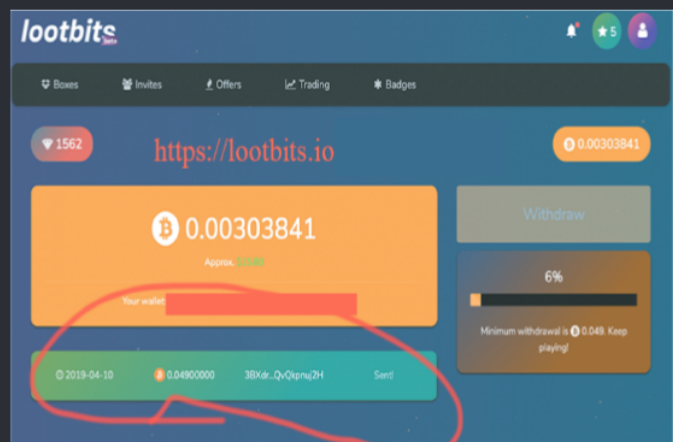 lootbits
beta
5
Boxes Invites Offers Trading Badges
1562
https://lootbits.io
0.00303841
0.00303841
Approx.
Your wallet:
Withdraw
6%
Minimum withdrawal is 0.049. Keep
playing!
2019-04-10 0.04900000 3BXdr...QvQkpnuj2H Sent!